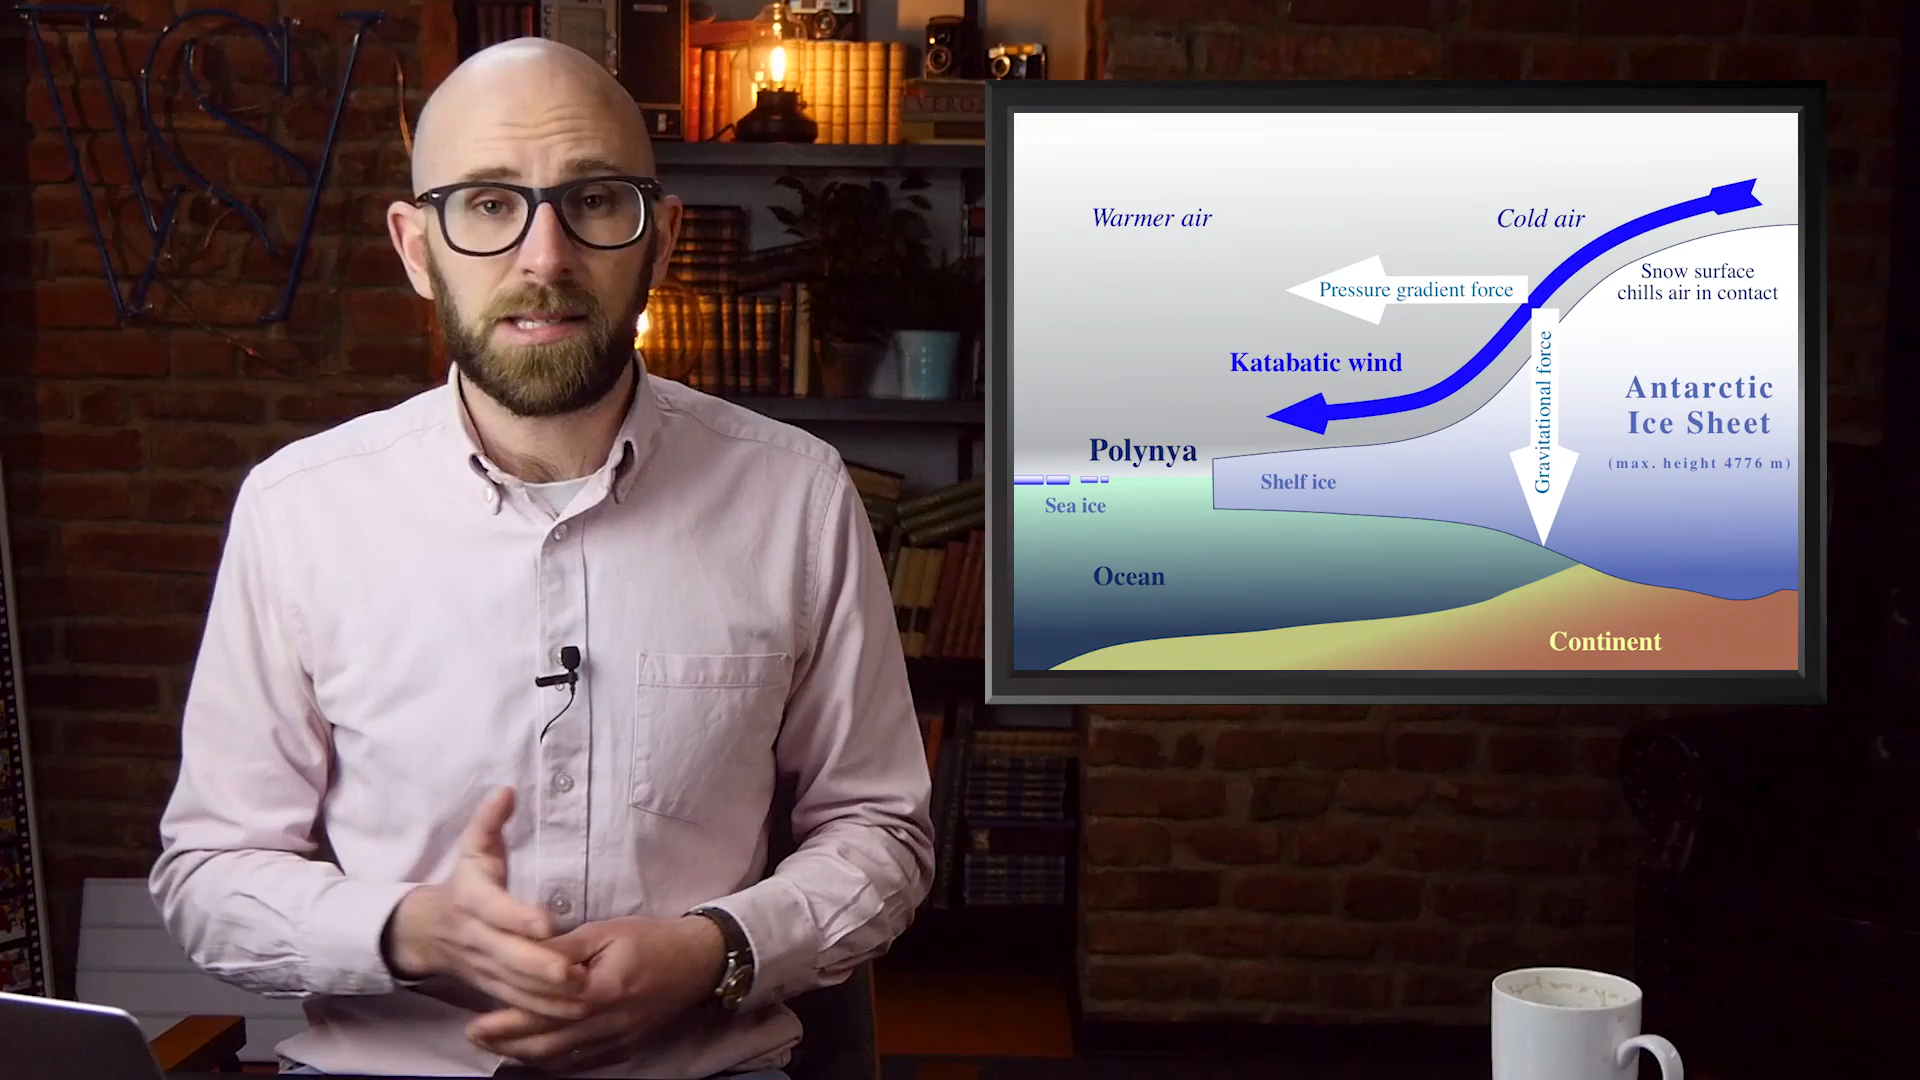 Warmer air
Cold air
Snow surface
chills air in contact
Pressure gradient force
Gravitational force
Katabatic wind
Antarctic
Ice Sheet
(max. height 4776 m)
Polynya
Shelf ice
Sea ice
Ocean
Continent